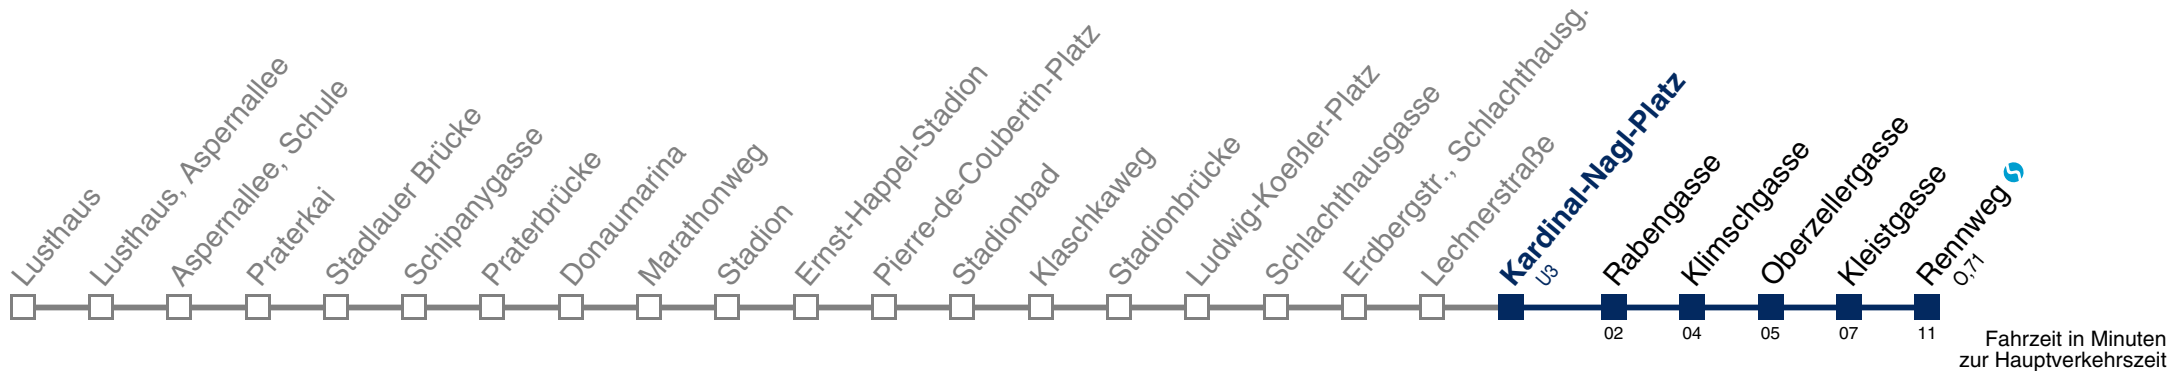 Lusthaus
Lusthaus, Aspernallee
Aspernallee, Schule
Praterkai
Stadlauer Brücke
Schipanygasse
Praterbrücke
Donaumarina
Marathonweg
Stadion
Ernst-Happel-Stadion
Pierre-de-Coubertin-Platz
Stadionbad
Klaschkaweg
Stadionbrücke
Ludwig-Koeßler-Platz
Schlachthausgasse
Erdbergstr., Schlachthausg.
Lechnerstraße
Kardinal-Nagl-Platz
U3
Rabengasse
Klimschgasse
Oberzellergasse
Kleistgasse
Rennweg
O,71
02
04
05
07
11
Fahrzeit in Minuten
zur Hauptverkehrszeit